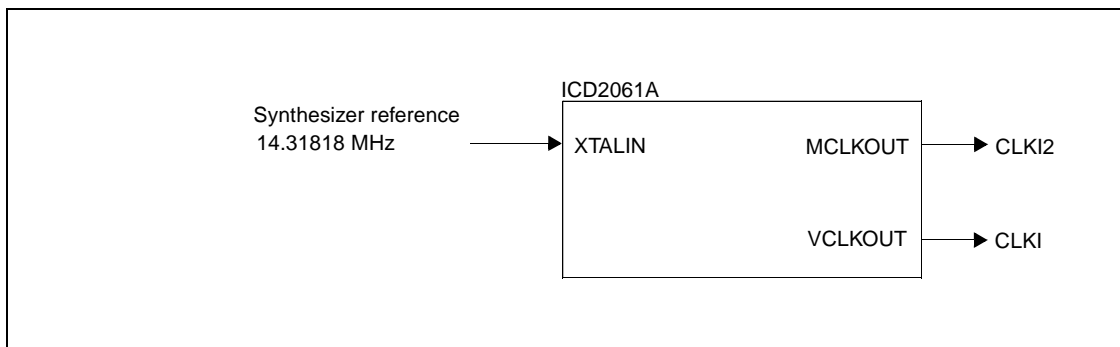 ICD2061A
Synthesizer reference
14.31818 MHz
XTALIN
MCLKOUT
CLKI2
VCLKOUT
CLKI